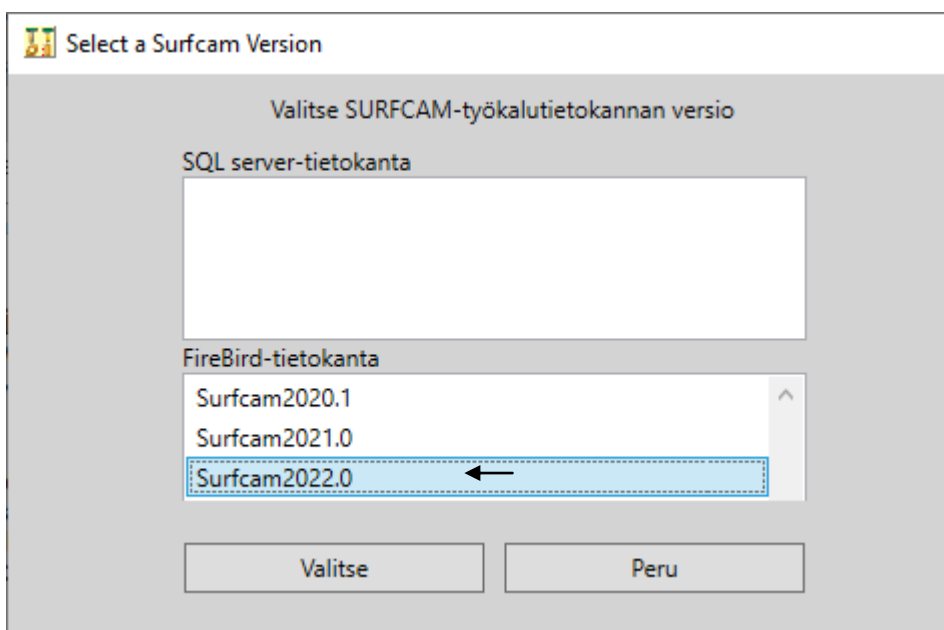 Select a Surfcam Version
Valitse SURFCAM-työkalutietokannan versio
SQL server-tietokanta
FireBird-tietokanta
Surfcam2020.1
Surfcam2021.0
Surfcam2022.0
Valitse
Peru